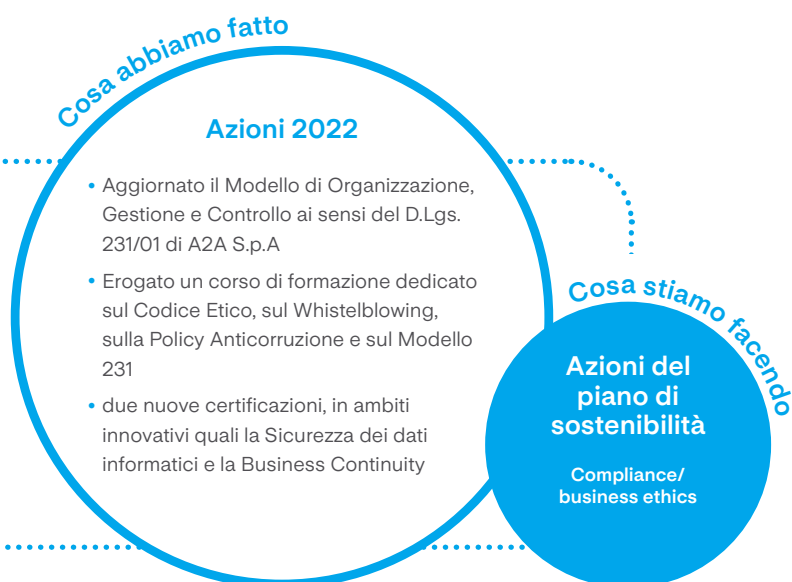 Cosa abbiamo fatto
Azioni 2022
• Aggiornato il Modello di Organizzazione,
Gestione e Controllo ai sensi del D.Lgs.
231/01 di A2A S.p.A
• Erogato un corso di formazione dedicato
sul Codice Etico, sul Whistelblowing,
sulla Policy Anticorruzione e sul Modello
231
• due nuove certificazioni, in ambiti
innovativi quali la Sicurezza dei dati
informatici e la Business Continuity
Cosa stiamo facendo
Azioni del
piano di
sostenibilità
Compliance/
business ethics